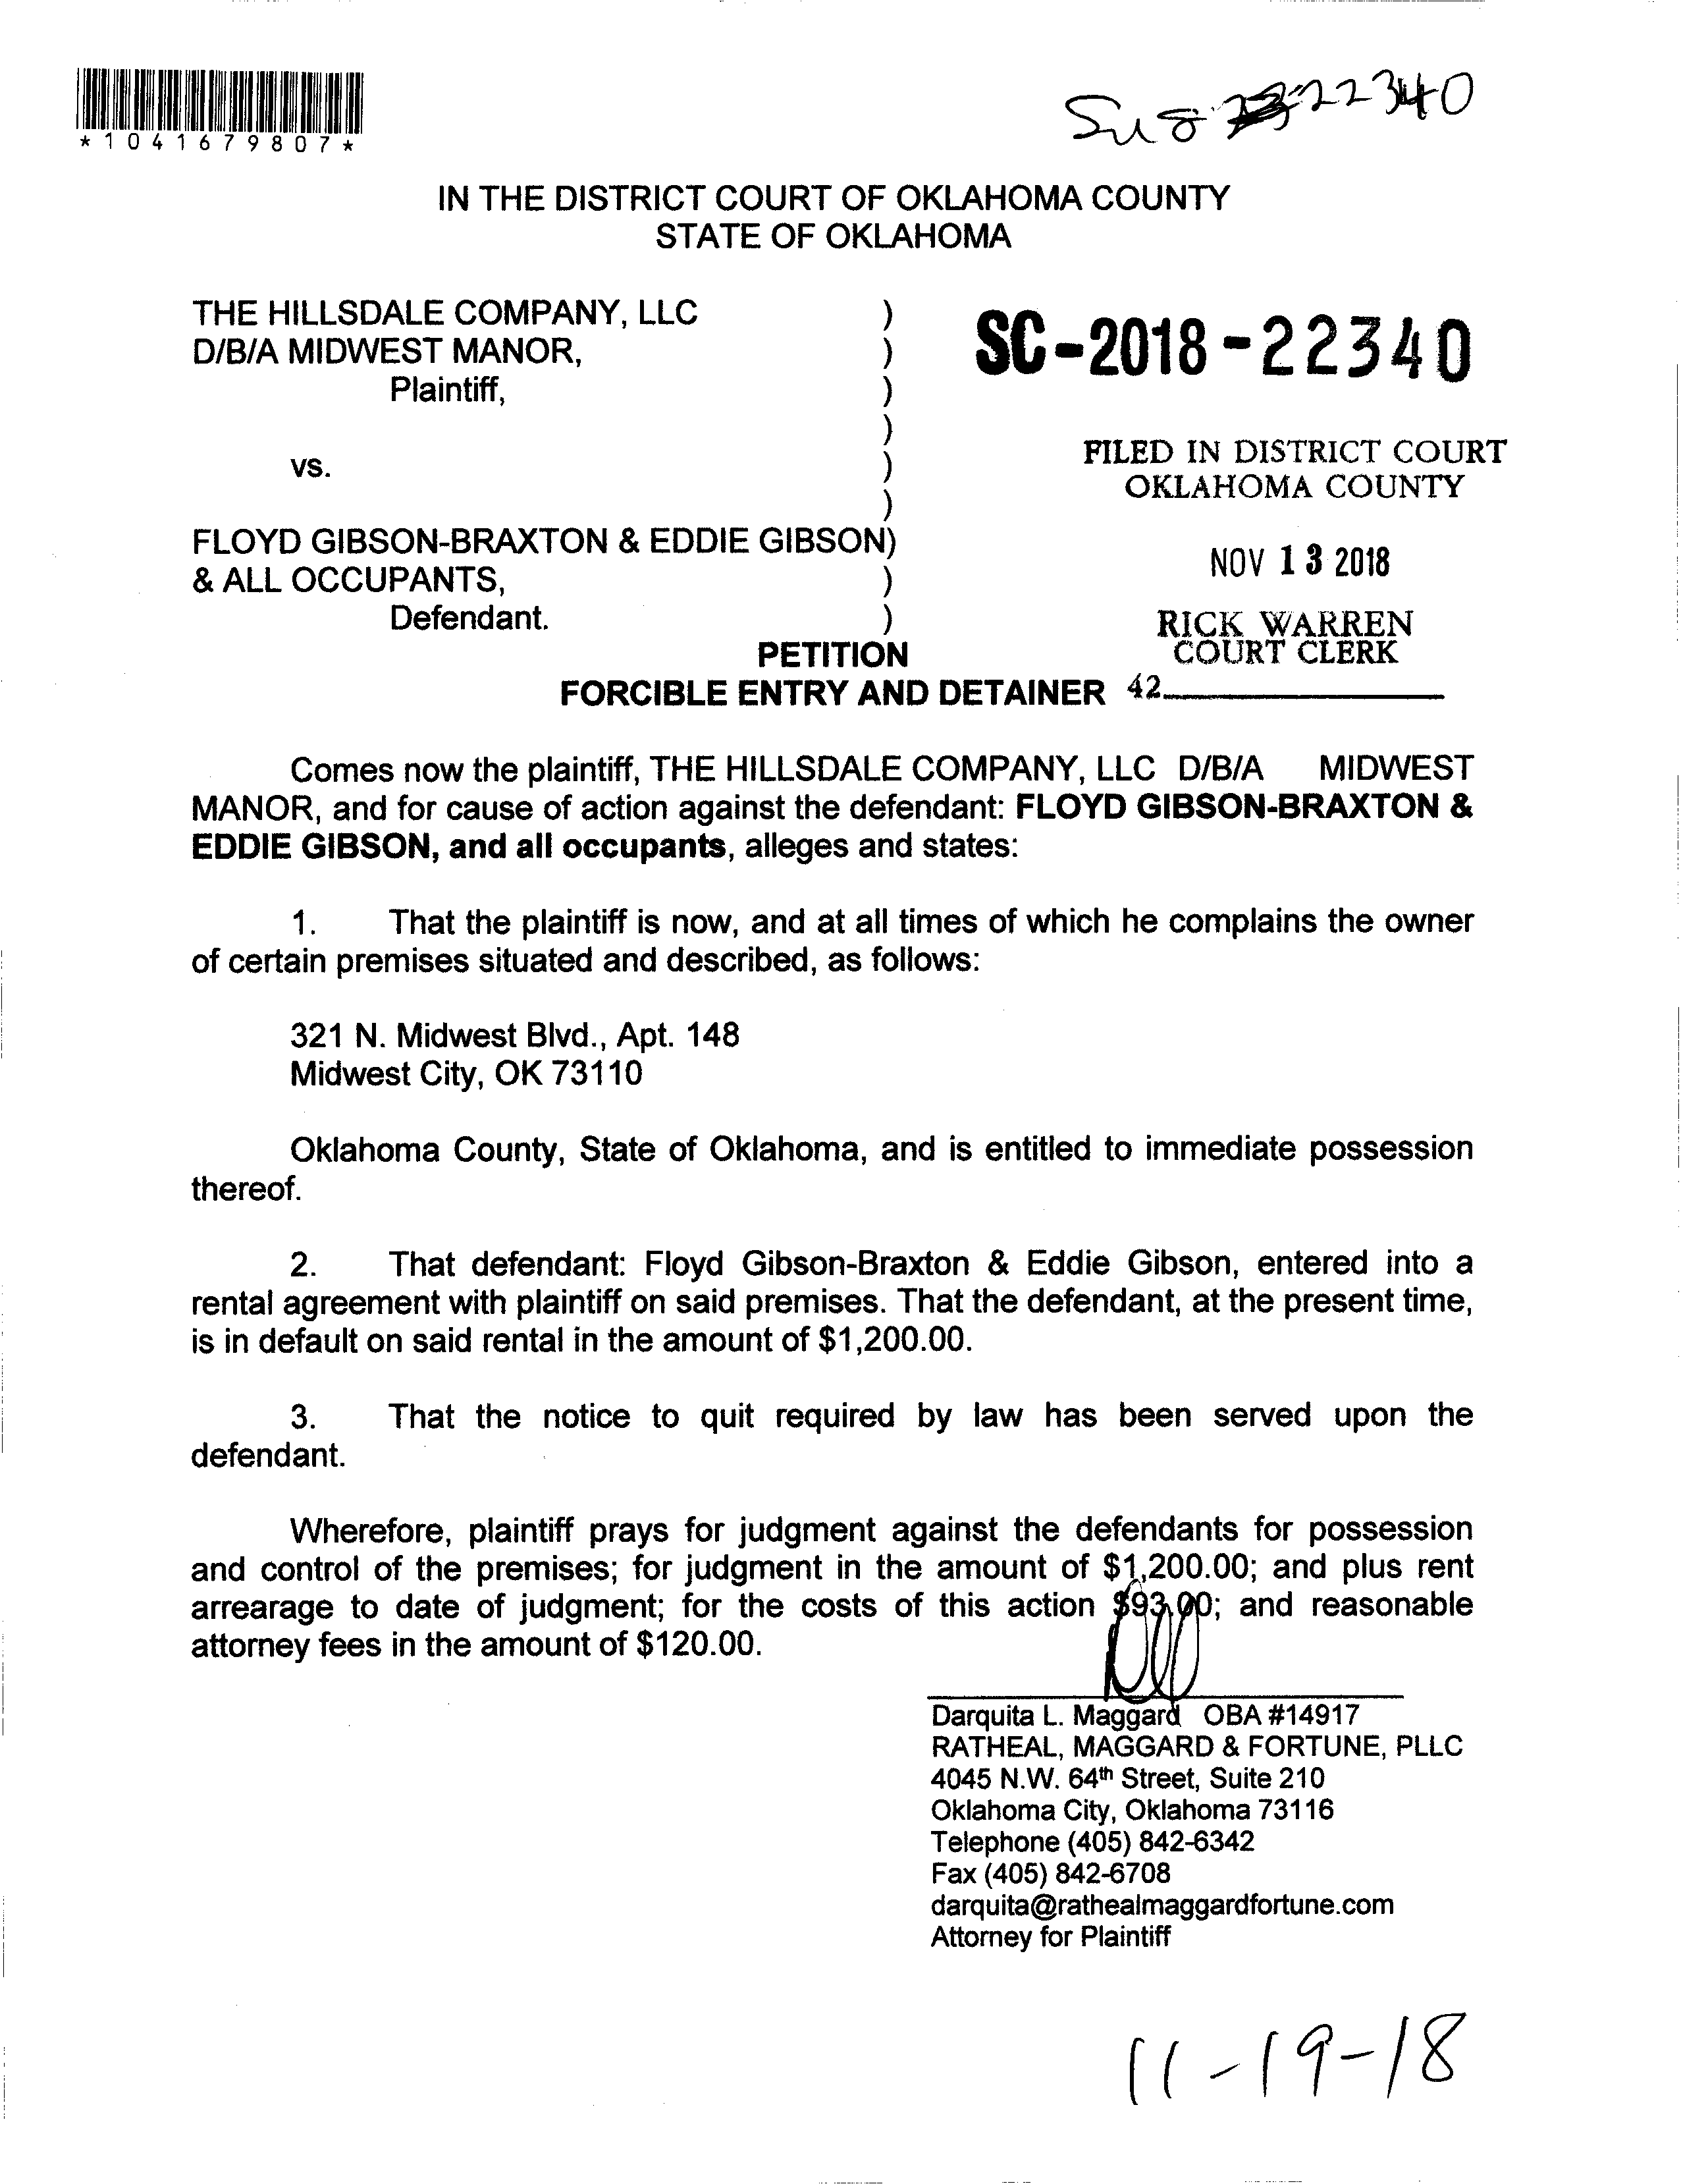 *1041679807*
22340
IN THE DISTRICT COURT OF OKLAHOMA COUNTY
STATE OF OKLAHOMA
THE HILLSDALE COMPANY, LLC )
D/B/A MIDWEST MANOR, )
Plaintiff, )
)
vs. )
)
FLOYD GIBSON-BRAXTON & EDDIE GIBSON)
& ALL OCCUPANTS, )
Defendant. )
SC-2018-22340
FILED IN DISTRICT COURT
OKLAHOMA COUNTY
NOV 13 2018
RICK WARREN
COURT CLERK
42
PETITION
FORCIBLE ENTRY AND DETAINER
Comes now the plaintiff, THE HILLSDALE COMPANY, LLC D/B/A MIDWEST
MANOR, and for cause of action against the defendant: FLOYD GIBSON-BRAXTON &
EDDIE GIBSON, and all occupants, alleges and states:
1. That the plaintiff is now, and at all times of which he complains the owner
of certain premises situated and described, as follows:
321 N. Midwest Blvd., Apt. 148
Midwest City, OK 73110
Oklahoma County, State of Oklahoma, and is entitled to immediate possession
thereof.
2. That defendant: Floyd Gibson-Braxton & Eddie Gibson, entered into a
rental agreement with plaintiff on said premises. That the defendant, at the present time,
is in default on said rental in the amount of $1,200.00.
3. That the notice to quit required by law has been served upon the
defendant.
Wherefore, plaintiff prays for judgment against the defendants for possession
and control of the premises; for judgment in the amount of $1,200.00; and plus rent
arrearage to date of judgment; for the costs of this action $93.00; and reasonable
attorney fees in the amount of $120.00.
Darquita L. Maggard OBA #14917
RATHEAL, MAGGARD & FORTUNE, PLLC
4045 N.W. 64th Street, Suite 210
Oklahoma City, Oklahoma 73116
Telephone (405) 842-6342
Fax (405) 842-6708
darquita@rathealmaggardfortune.com
Attorney for Plaintiff
11-19-18